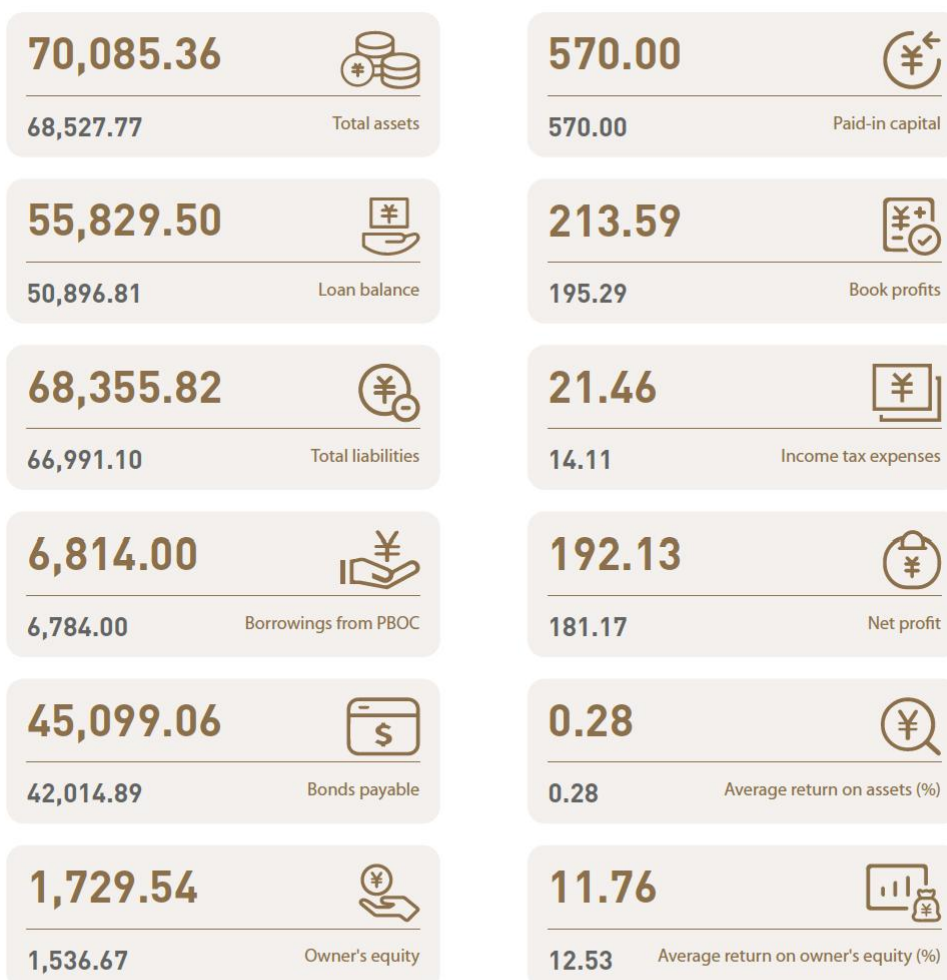 70,085.36
68,527.77 Total assets
55,829.50
50,896.81 Loan balance
68,355.82
66,991.10 Total liabilities
6,814.00
6,784.00 Borrowings from PBOC
45,099.06
42,014.89 Bonds payable
1,729.54
1,536.67 Owner's equity
570.00
570.00 Paid-in capital
213.59
195.29 Book profits
21.46
14.11 Income tax expenses
192.13
181.17 Net profit
0.28
0.28 Average return on assets (%)
11.76
12.53 Average return on owner's equity (%)